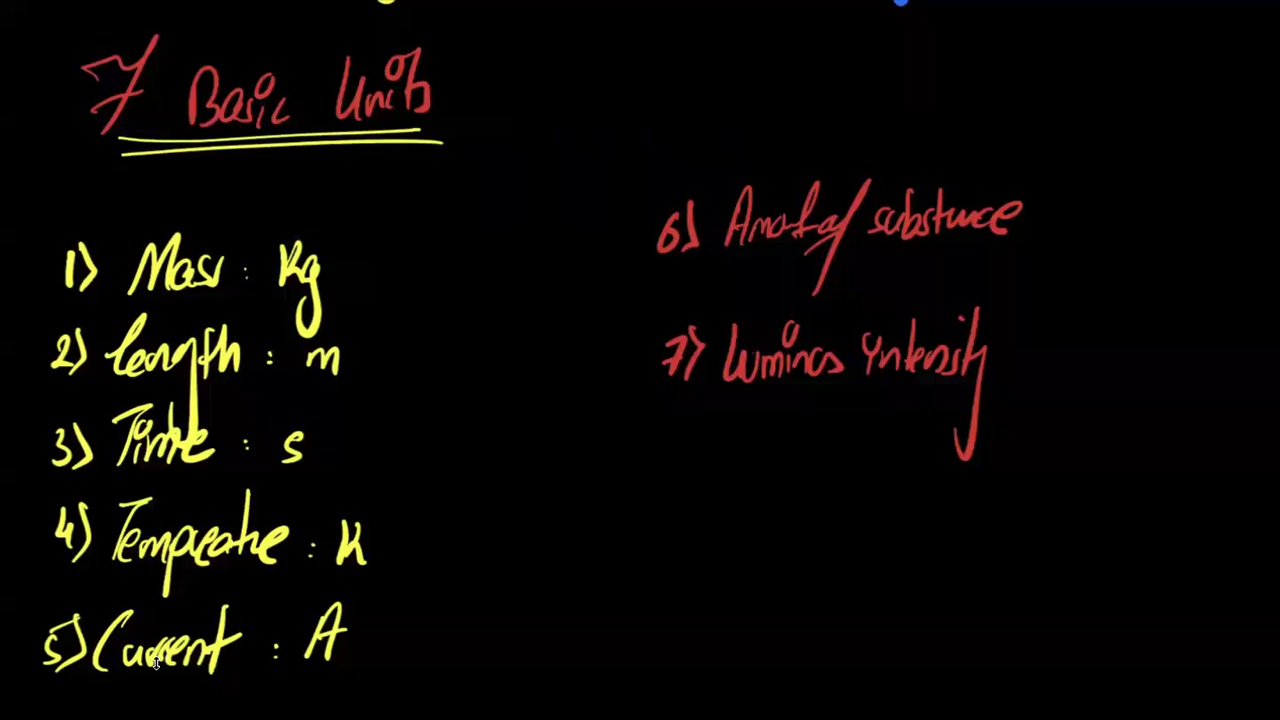 7 Basic Units
1) Mass : Kg
2) length : m
3) Time : s
4) Temperature : K
5) Current : A
6) Amount of substance
7) Luminos Intensity